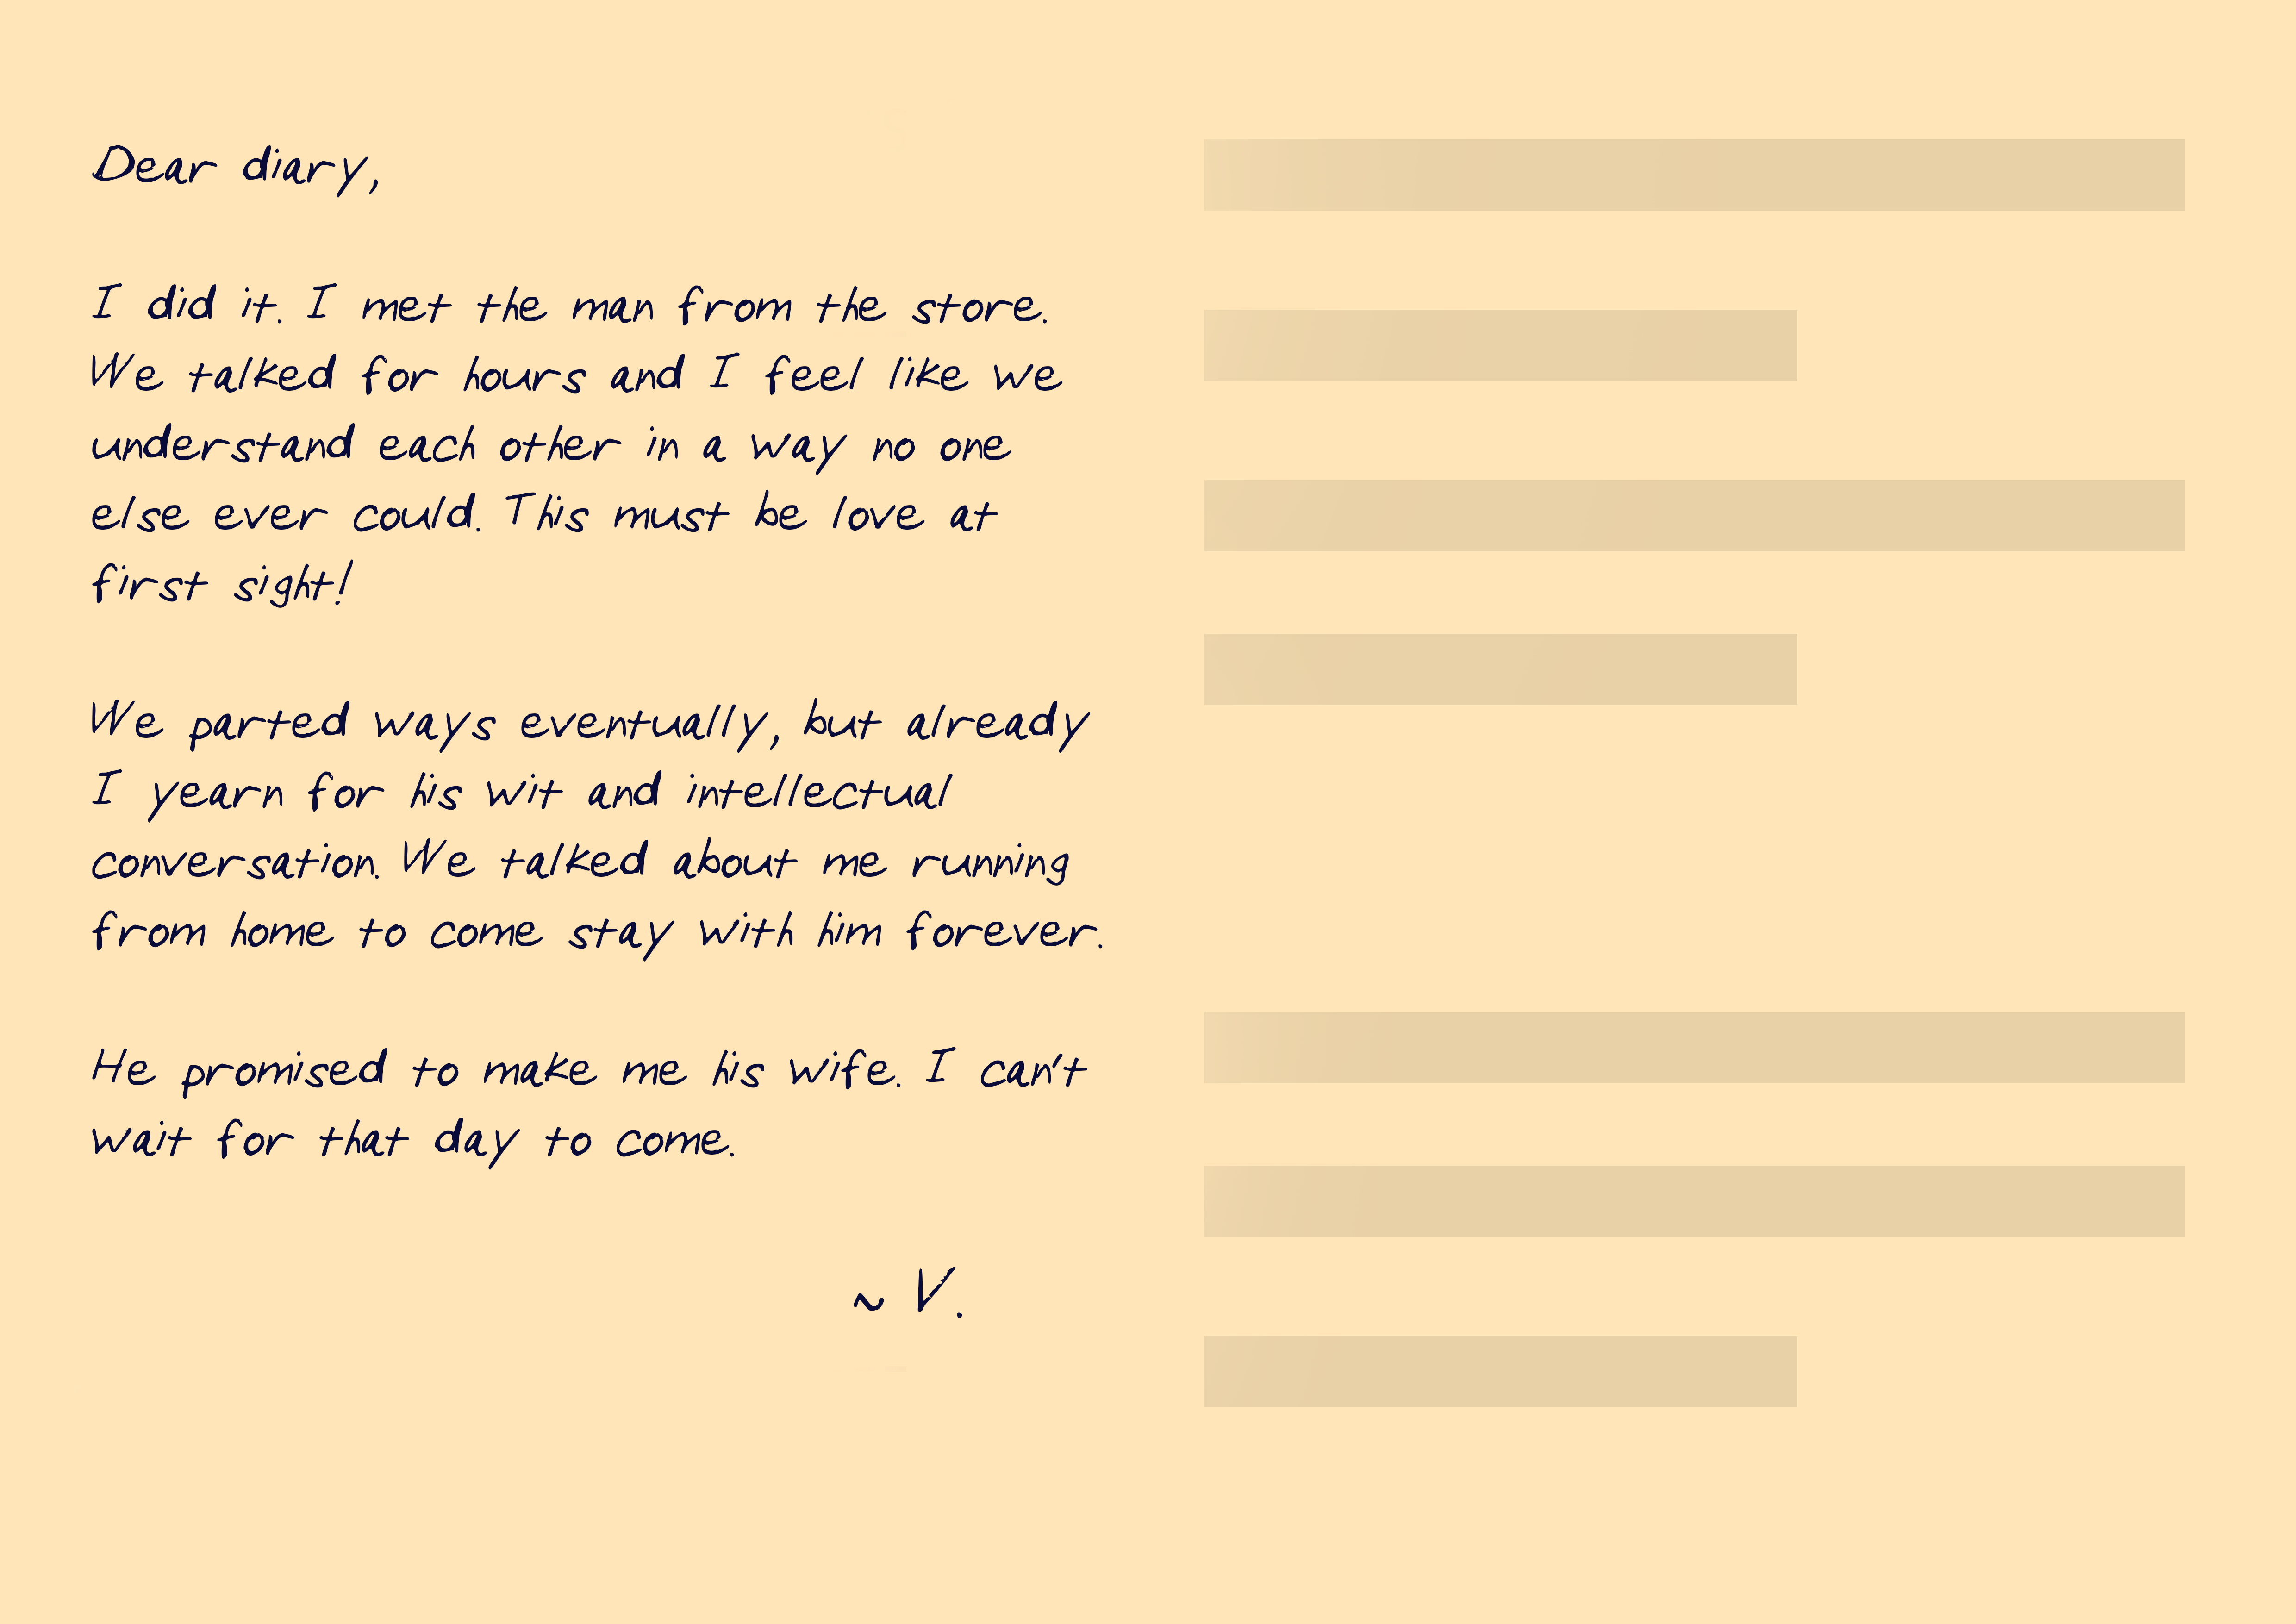 Dear diary,
I did it. I met the man from the store.
We talked for hours and I feel like we
understand each other in a way no one
else ever could. This must be love at
first sight!
We parted ways eventually, but already
I yearn for his wit and intellectual
conversation. We talked about me running
from home to come stay with him forever.
He promised to make me his wife. I can't
wait for that day to come.
~ V.